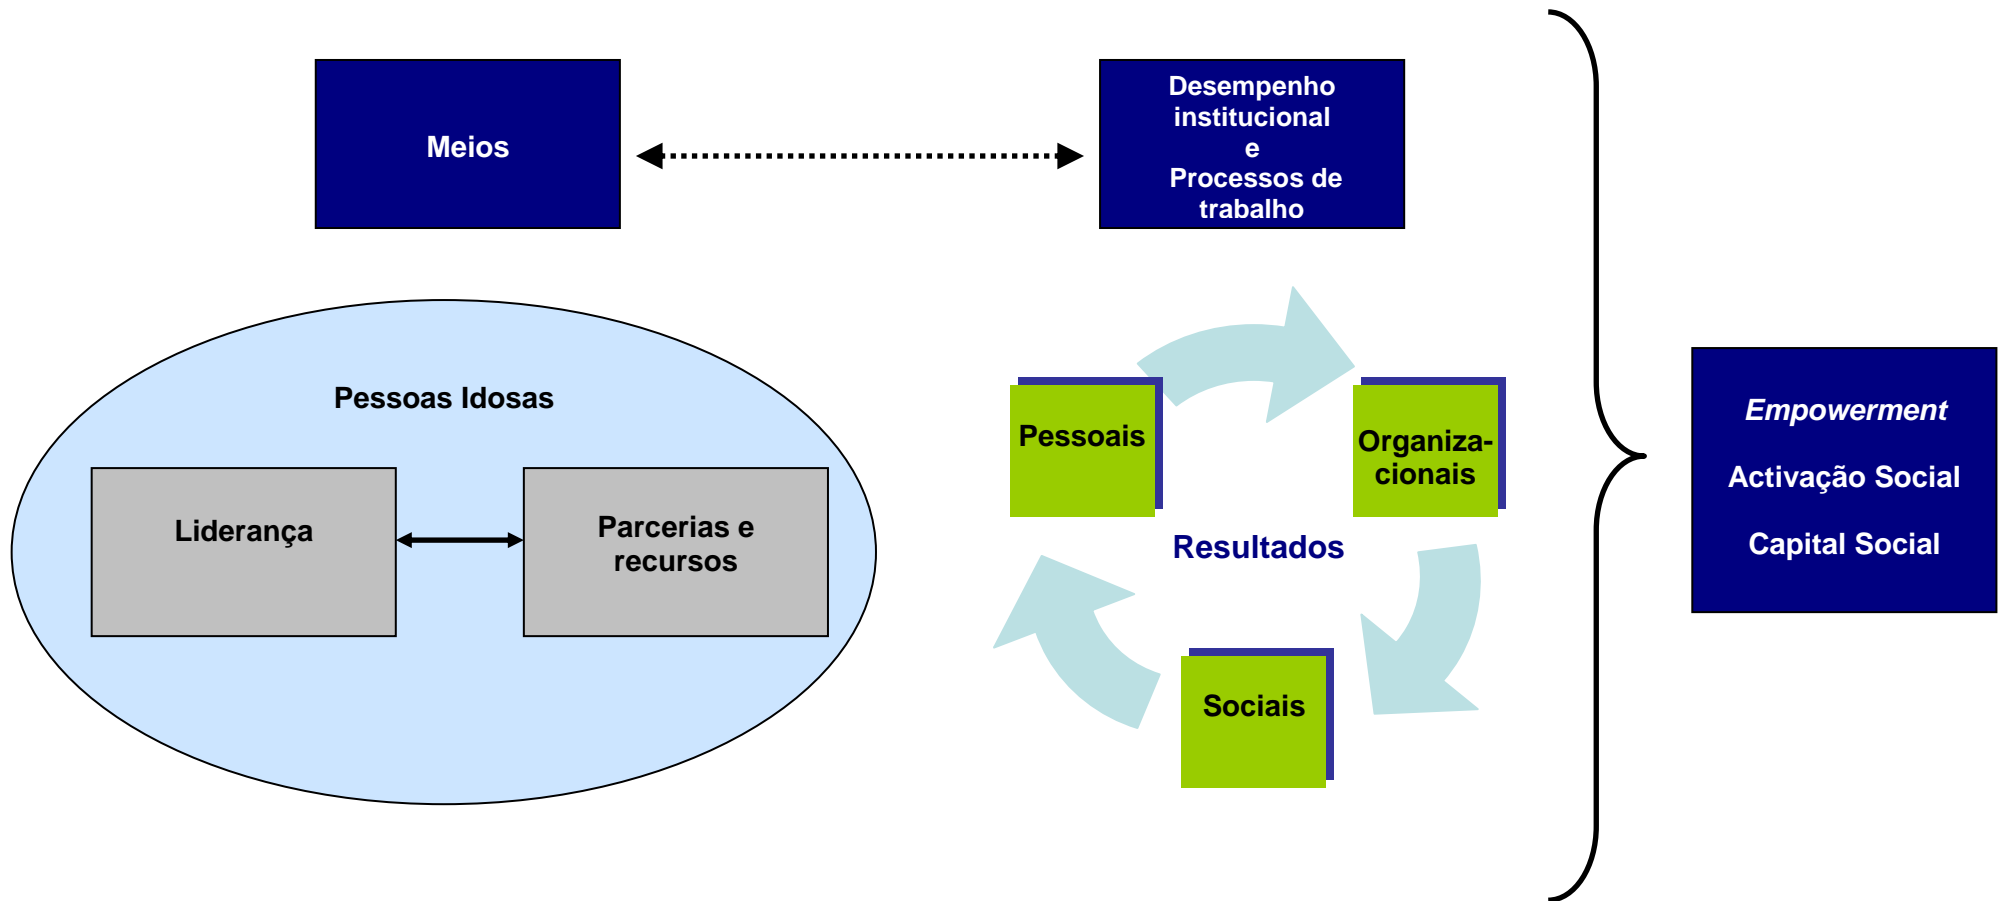 Meios
Desempenho
institucional
e
Processos de
trabalho
Pessoas Idosas
Liderança
Parcerias e
recursos
Pessoais
Organiza-
cionais
Resultados
Sociais
Empowerment
Activação Social
Capital Social